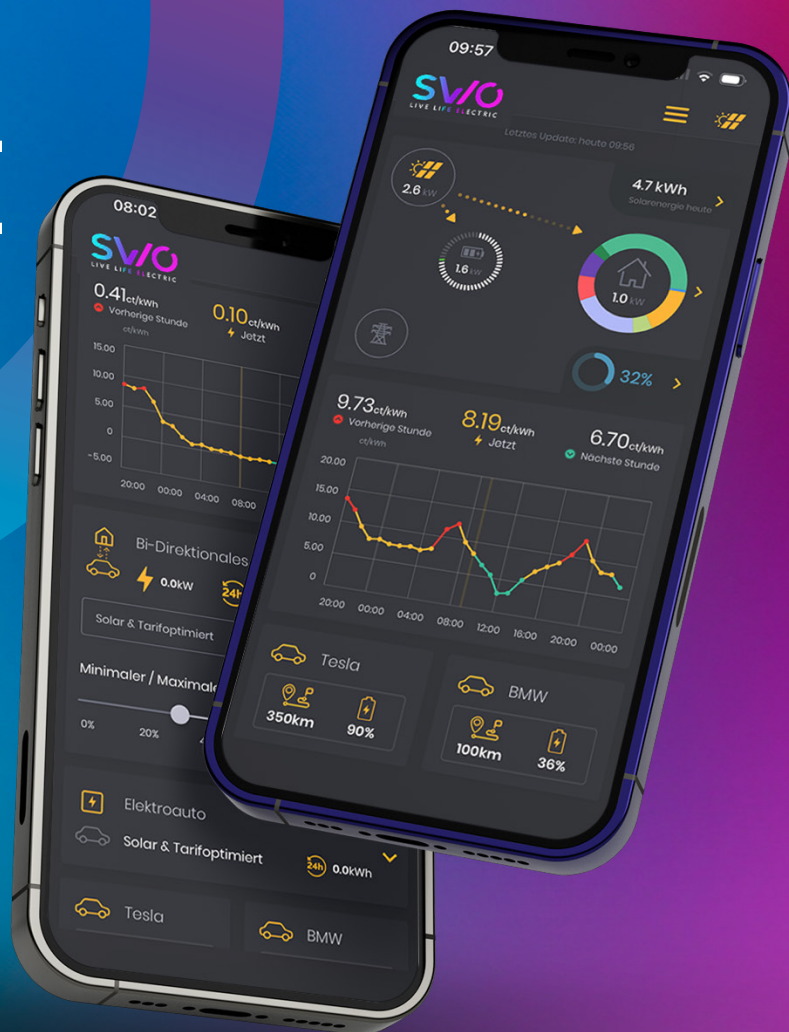 09:57
SV/O
LIVE LIFE ELECTRIC
Letztes Update: heute 09:56
2.6 kW
4.7 kWh
Solarenergie heute
1.6 kW
1.0 kW
32%
9.73ct/kWh
Vorherige Stunde
ct/kWh
8.19ct/kWh
Jetzt
6.70ct/kWh
Nächste Stunde
20.00
15.00
10.00
5.00
0
20:00 00:00 04:00 08:00 12:00 16:00 20:00 00:00
Tesla
350km 90%
BMW
100km 36%
08:02
SV/O
LIVE LIFE ELECTRIC
0.41ct/kWh
Vorherige Stunde
ct/kWh
0.10ct/kWh
Jetzt
15.00
10.00
5.00
0
-5.00
20:00 00:00 04:00 08:00
Bi-Direktionales
0.0kW
24h
Solar & Tarifoptimiert
Minimaler / Maximale
0% 20%
Elektroauto
Solar & Tarifoptimiert
24h 0.0kWh
Tesla
BMW